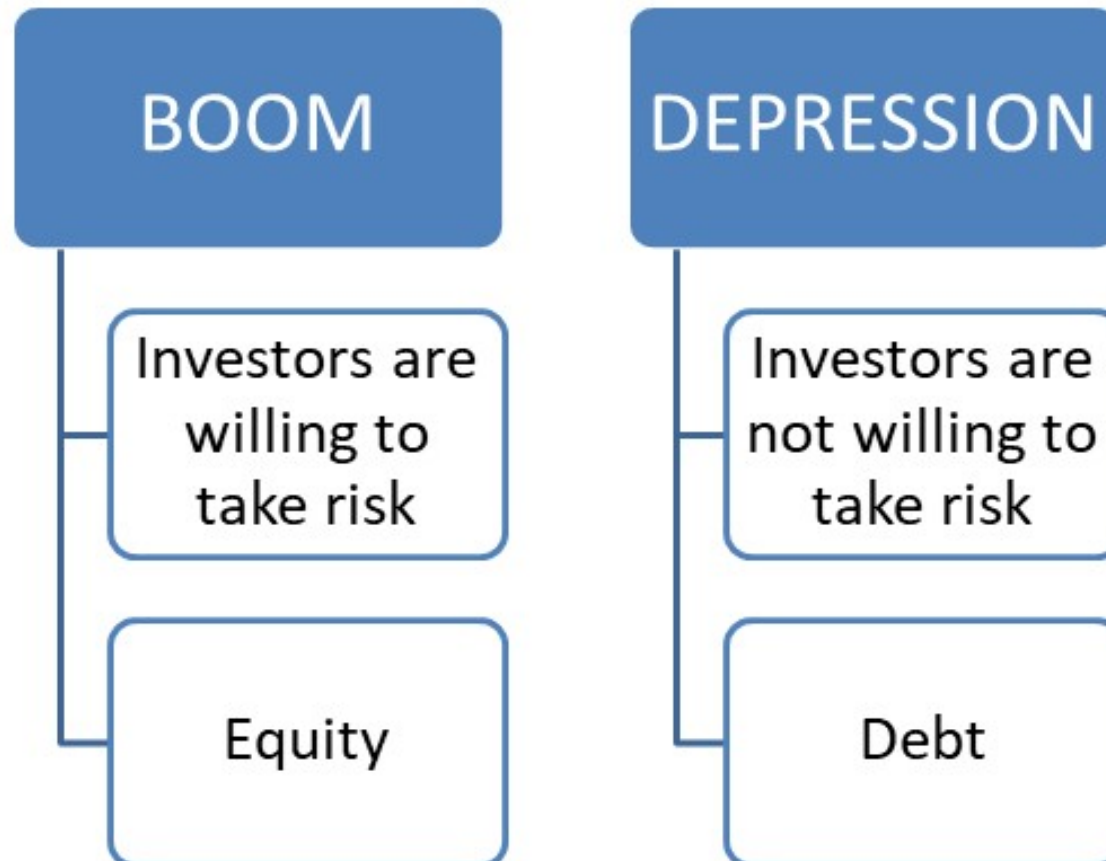 BOOM
Investors are
willing to
take risk
Equity
DEPRESSION
Investors are
not willing to
take risk
Debt